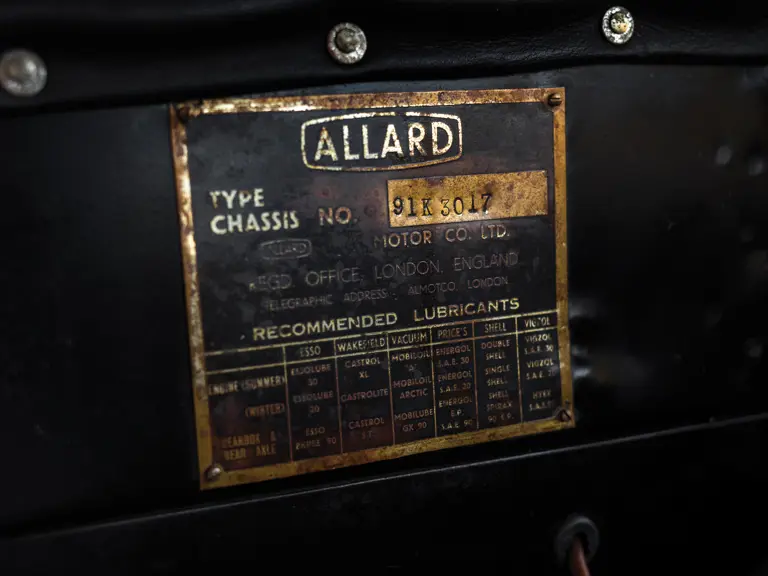 ALLARD
TYPE
CHASSIS NO. 91K 3017
ALLARD MOTOR CO. LTD.
REGD. OFFICE, LONDON, ENGLAND
TELEGRAPHIC ADDRESS, ALMOTCO, LONDON
RECOMMENDED LUBRICANTS
ESSO WAKEFIELD VACUUM PRICE'S SHELL VIGZOL
ENGINE (SUMMER) ESSOLUBE 30 CASTROL XL MOBILOIL "A" ENERGOL S.A.E. 30 DOUBLE SHELL VIGZOL S.A.E. 30
(WINTER) ESSOLUBE 20 CASTROLITE MOBILOIL ARCTIC ENERGOL S.A.E. 20 SINGLE SHELL VIGZOL S.A.E.
GEARBOX & REAR AXLE ESSO 90 CASTROL MOBILUBE GX 90 ENERGOL E.P. S.A.E. 90 SHELL SPIRAX 90 E.P.